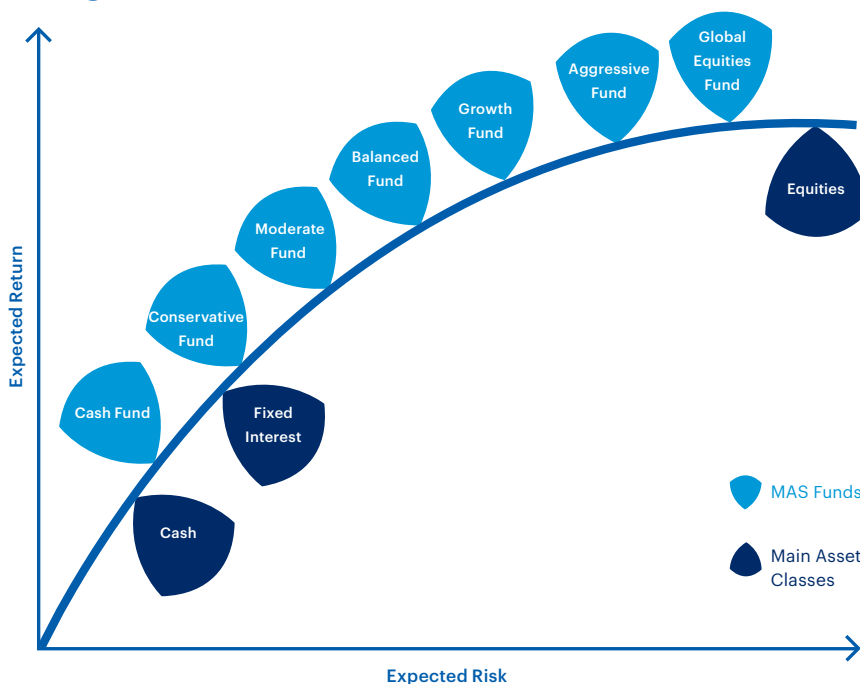 Global
Equities
Fund
Aggressive
Fund
Growth
Fund
Balanced
Fund
Moderate
Fund
Conservative
Fund
Cash Fund
Equities
Fixed
Interest
Cash
MAS Funds
Main Asset
Classes
Expected Return
Expected Risk